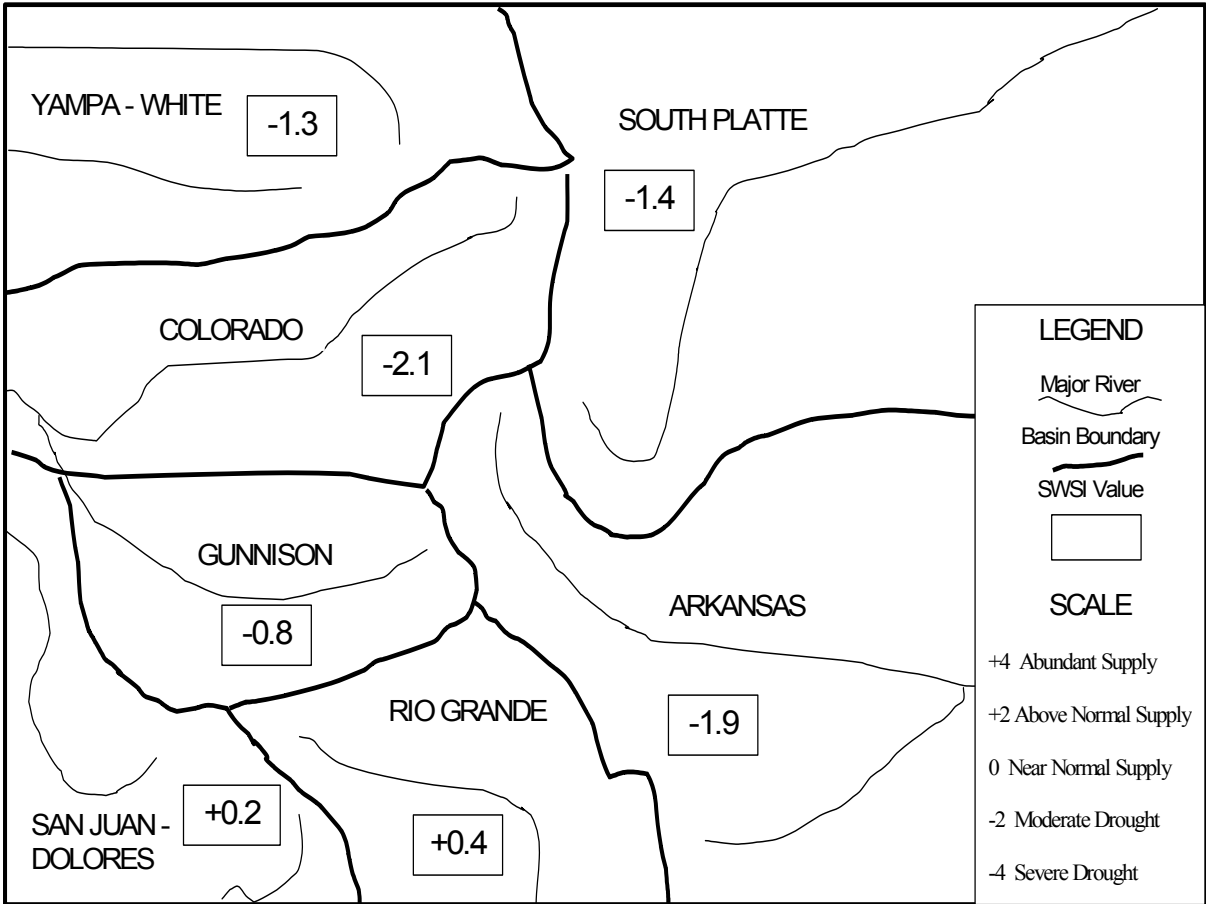 YAMPA - WHITE
-1.3
SOUTH PLATTE
-1.4
COLORADO
-2.1
GUNNISON
-0.8
ARKANSAS
-1.9
RIO GRANDE
+0.4
SAN JUAN -
DOLORES
+0.2
LEGEND
Major River
Basin Boundary
SWSI Value
SCALE
+4 Abundant Supply
+2 Above Normal Supply
0 Near Normal Supply
-2 Moderate Drought
-4 Severe Drought